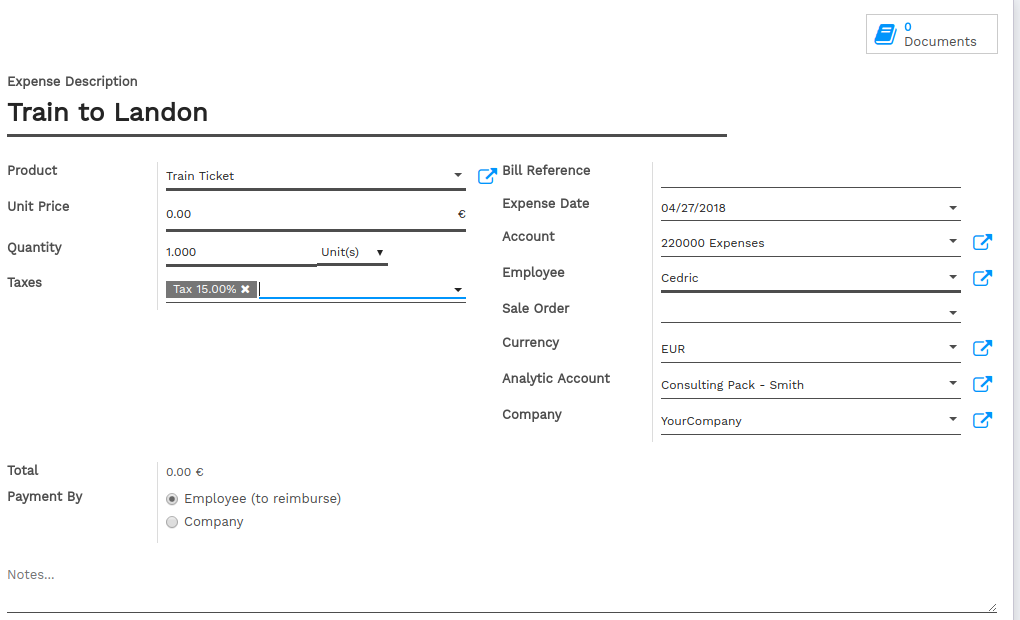 0
Documents
Expense Description
Train to Landon
Product
Train Ticket
Unit Price
0.00 €
Quantity
1.000 Unit(s)
Taxes
Tax 15.00% ✖
Bill Reference
Expense Date
04/27/2018
Account
220000 Expenses
Employee
Cedric
Sale Order
Currency
EUR
Analytic Account
Consulting Pack - Smith
Company
YourCompany
Total
0.00 €
Payment By
Employee (to reimburse)
Company
Notes...